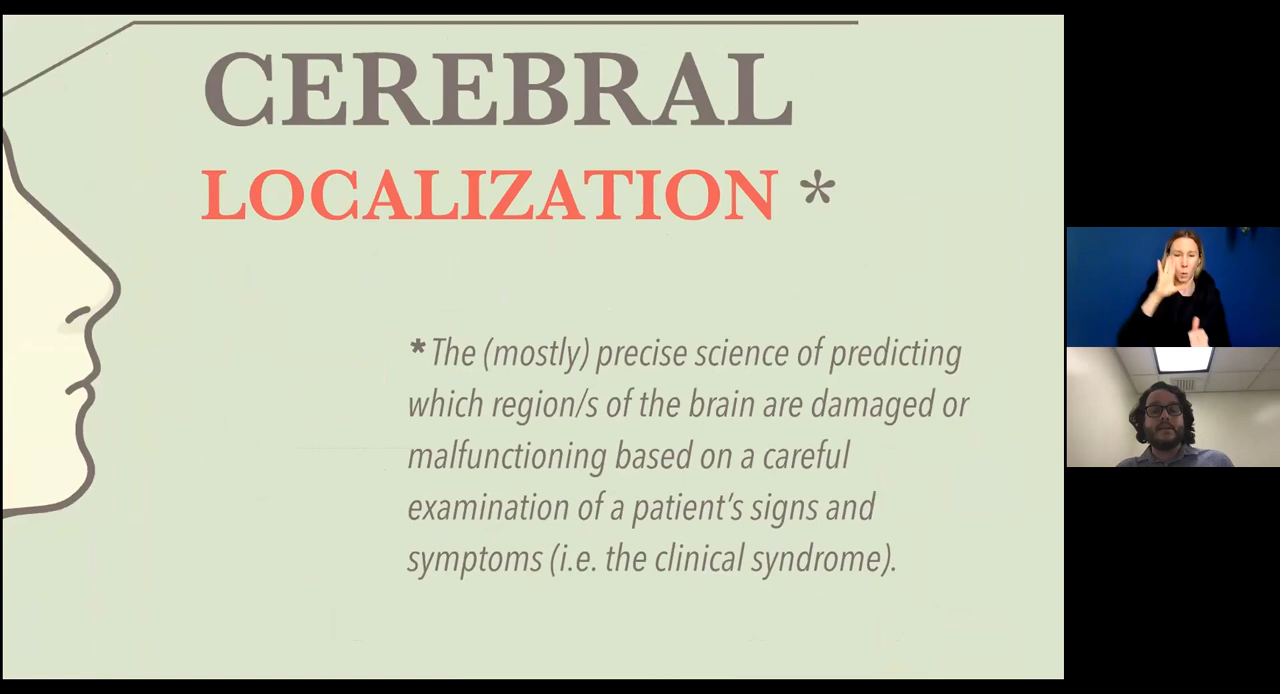 CEREBRAL
LOCALIZATION *
* The (mostly) precise science of predicting
which region/s of the brain are damaged or
malfunctioning based on a careful
examination of a patient's signs and
symptoms (i.e. the clinical syndrome).